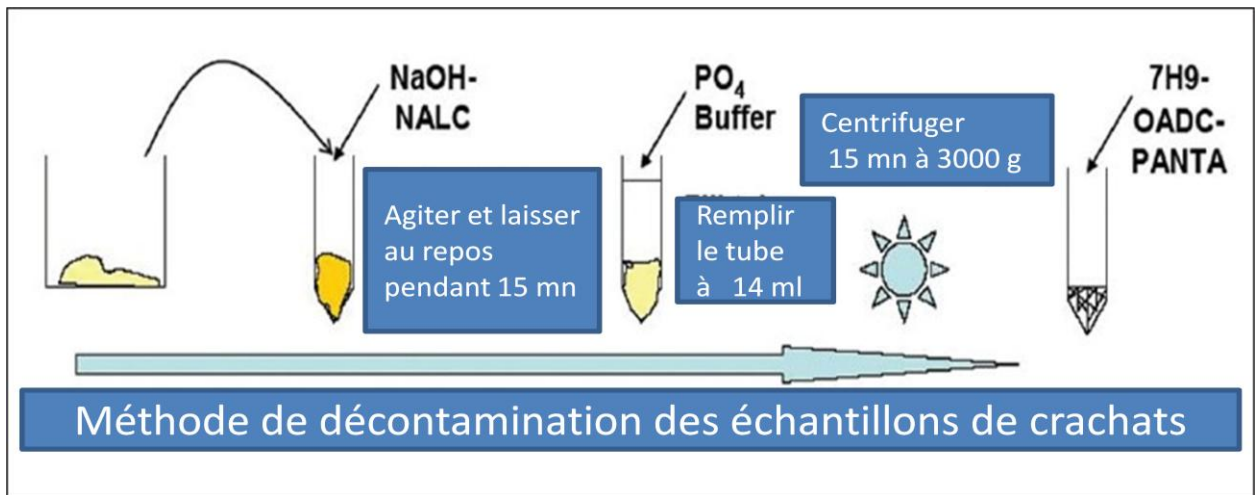 NaOH-
NALC
Agiter et laisser
au repos
pendant 15 mn
PO₄
Buffer
Remplir
le tube
à 14 ml
Centrifuger
15 mn à 3000 g
7H9-
OADC-
PANTA
Méthode de décontamination des échantillons de crachats